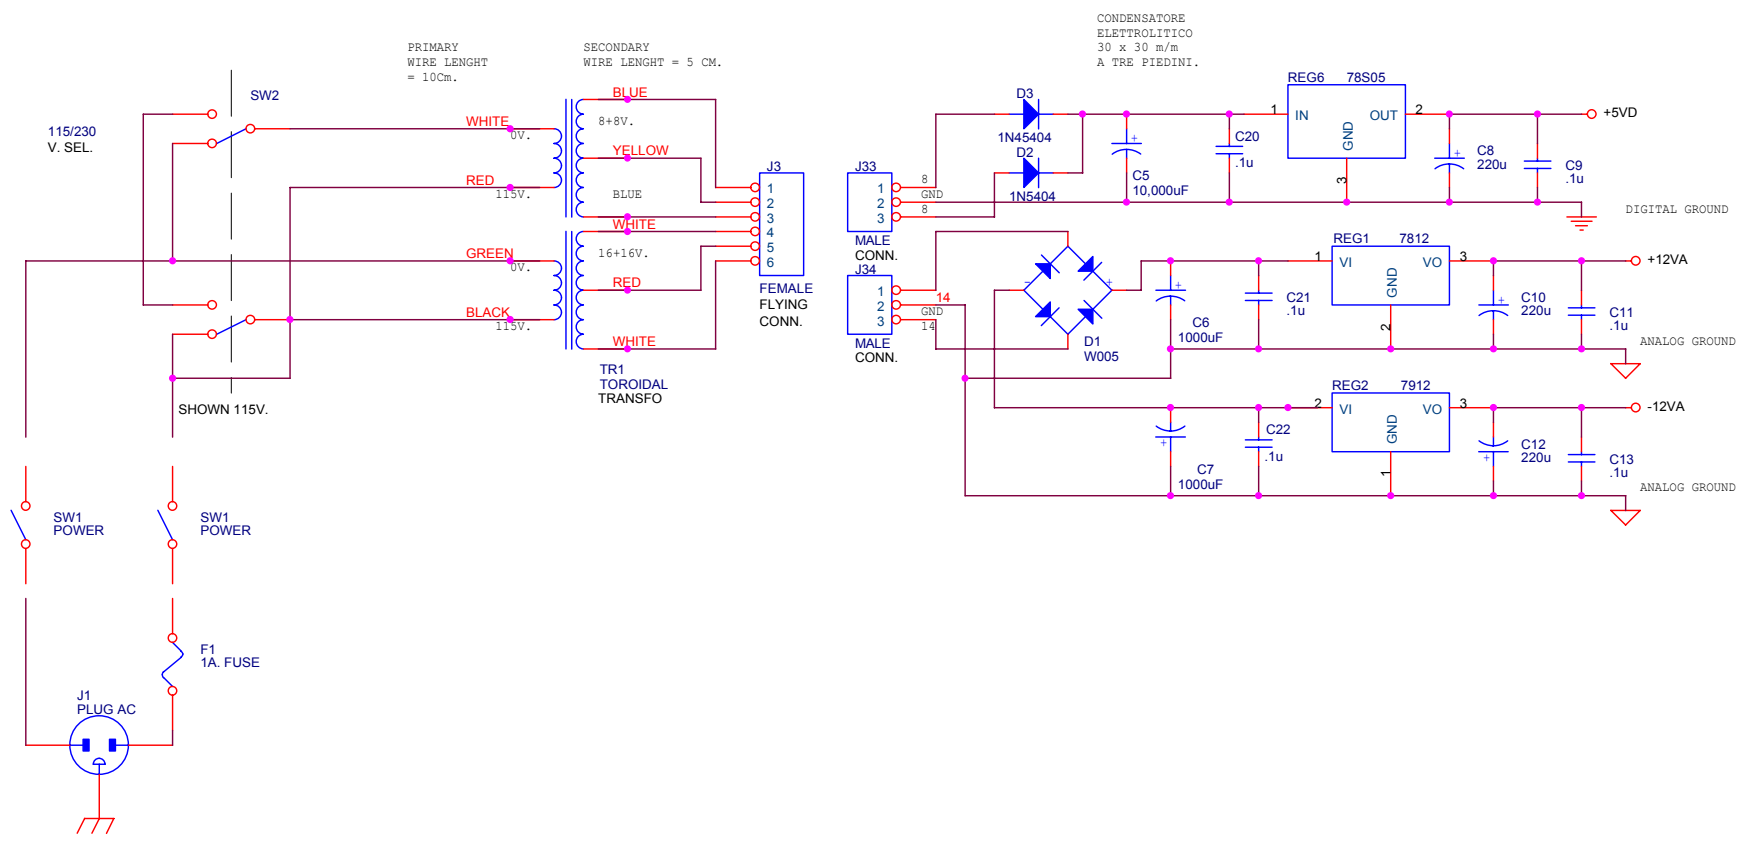 CONDENSATORE
ELETTROLITICO
30 x 30 m/m
A TRE PIEDINI.
PRIMARY
WIRE LENGHT
= 10Cm.
SECONDARY
WIRE LENGHT = 5 CM.
SW2
115/230
V. SEL.
WHITE
0V.
RED
115V.
GREEN
0V.
BLACK
115V.
SHOWN 115V.
BLUE
8+8V.
YELLOW
BLUE
WHITE
16+16V.
RED
WHITE
TR1
TOROIDAL
TRANSFO
J3
1
2
3
4
5
6
FEMALE
FLYING
CONN.
J33
1
2
3
8
GND
8
MALE
CONN.
J34
1
2
3
14
GND
14
MALE
CONN.
D3
1N45404
D2
1N5404
C5
10,000uF
C20
.1u
REG6 78S05
1
IN
OUT
GND
2
3
C8
220u
C9
.1u
+5VD
DIGITAL GROUND
D1
W005
C6
1000uF
C21
.1u
REG1 7812
1
VI
VO
GND
3
2
C10
220u
C11
.1u
+12VA
ANALOG GROUND
C7
1000uF
C22
.1u
REG2 7912
2
VI
VO
GND
3
1
C12
220u
C13
.1u
-12VA
ANALOG GROUND
SW1
POWER
SW1
POWER
F1
1A. FUSE
J1
PLUG AC